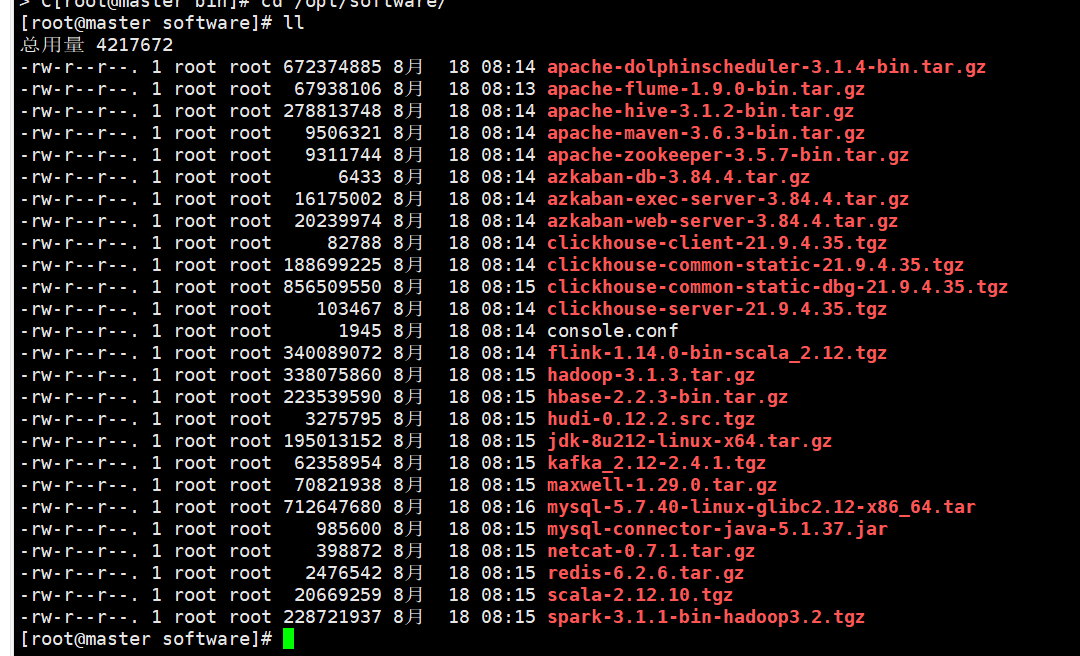 > C[root@master bin]# cd /opt/software/
[root@master software]# ll
总用量 4217672
-rw-r--r--. 1 root root 672374885 8月  18 08:14 apache-dolphinscheduler-3.1.4-bin.tar.gz
-rw-r--r--. 1 root root  67938106 8月  18 08:13 apache-flume-1.9.0-bin.tar.gz
-rw-r--r--. 1 root root 278813748 8月  18 08:14 apache-hive-3.1.2-bin.tar.gz
-rw-r--r--. 1 root root   9506321 8月  18 08:14 apache-maven-3.6.3-bin.tar.gz
-rw-r--r--. 1 root root   9311744 8月  18 08:14 apache-zookeeper-3.5.7-bin.tar.gz
-rw-r--r--. 1 root root      6433 8月  18 08:14 azkaban-db-3.84.4.tar.gz
-rw-r--r--. 1 root root  16175002 8月  18 08:14 azkaban-exec-server-3.84.4.tar.gz
-rw-r--r--. 1 root root  20239974 8月  18 08:14 azkaban-web-server-3.84.4.tar.gz
-rw-r--r--. 1 root root     82788 8月  18 08:14 clickhouse-client-21.9.4.35.tgz
-rw-r--r--. 1 root root 188699225 8月  18 08:14 clickhouse-common-static-21.9.4.35.tgz
-rw-r--r--. 1 root root 856509550 8月  18 08:15 clickhouse-common-static-dbg-21.9.4.35.tgz
-rw-r--r--. 1 root root    103467 8月  18 08:14 clickhouse-server-21.9.4.35.tgz
-rw-r--r--. 1 root root      1945 8月  18 08:14 console.conf
-rw-r--r--. 1 root root 340089072 8月  18 08:14 flink-1.14.0-bin-scala_2.12.tgz
-rw-r--r--. 1 root root 338075860 8月  18 08:15 hadoop-3.1.3.tar.gz
-rw-r--r--. 1 root root 223539590 8月  18 08:15 hbase-2.2.3-bin.tar.gz
-rw-r--r--. 1 root root   3275795 8月  18 08:15 hudi-0.12.2.src.tgz
-rw-r--r--. 1 root root 195013152 8月  18 08:15 jdk-8u212-linux-x64.tar.gz
-rw-r--r--. 1 root root  62358954 8月  18 08:15 kafka_2.12-2.4.1.tgz
-rw-r--r--. 1 root root  70821938 8月  18 08:15 maxwell-1.29.0.tar.gz
-rw-r--r--. 1 root root 712647680 8月  18 08:16 mysql-5.7.40-linux-glibc2.12-x86_64.tar
-rw-r--r--. 1 root root    985600 8月  18 08:15 mysql-connector-java-5.1.37.jar
-rw-r--r--. 1 root root    398872 8月  18 08:15 netcat-0.7.1.tar.gz
-rw-r--r--. 1 root root   2476542 8月  18 08:15 redis-6.2.6.tar.gz
-rw-r--r--. 1 root root  20669259 8月  18 08:15 scala-2.12.10.tgz
-rw-r--r--. 1 root root 228721937 8月  18 08:15 spark-3.1.1-bin-hadoop3.2.tgz
[root@master software]#